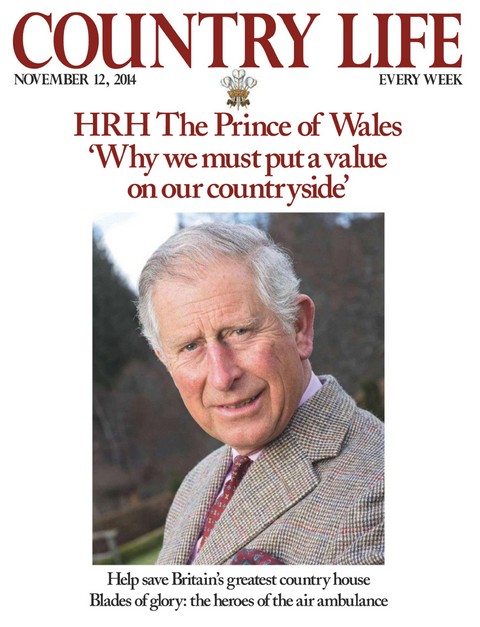 COUNTRY LIFE
NOVEMBER 12, 2014 EVERY WEEK
HRH The Prince of Wales
‘Why we must put a value
on our countryside’
Help save Britain’s greatest country house
Blades of glory: the heroes of the air ambulance